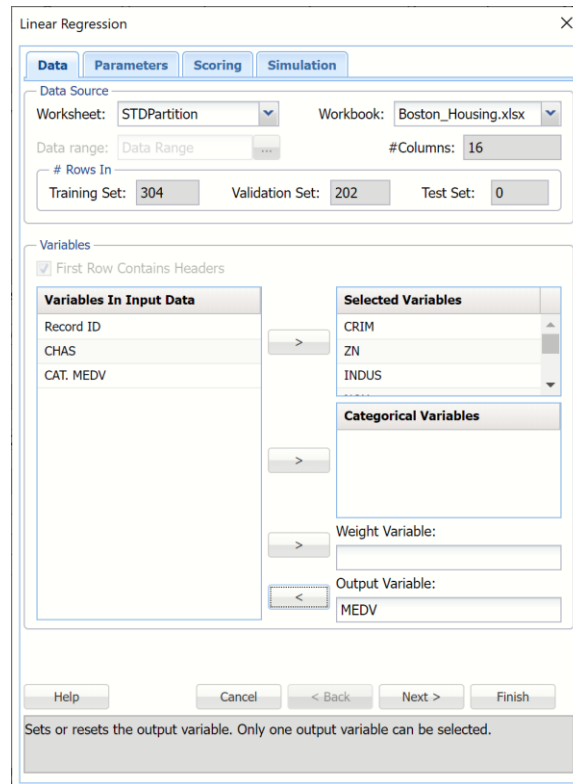 Linear Regression
Data Parameters Scoring Simulation
Data Source
Worksheet: STDPartition Workbook: Boston_Housing.xlsx
Data range: Data Range ... #Columns: 16
# Rows In
Training Set: 304 Validation Set: 202 Test Set: 0
Variables
First Row Contains Headers
Variables In Input Data Selected Variables
Record ID > CRIM
CHAS ZN
CAT. MEDV INDUS
Categorical Variables
>
Weight Variable:
>
Output Variable:
< MEDV
Help Cancel < Back Next > Finish
Sets or resets the output variable. Only one output variable can be selected.